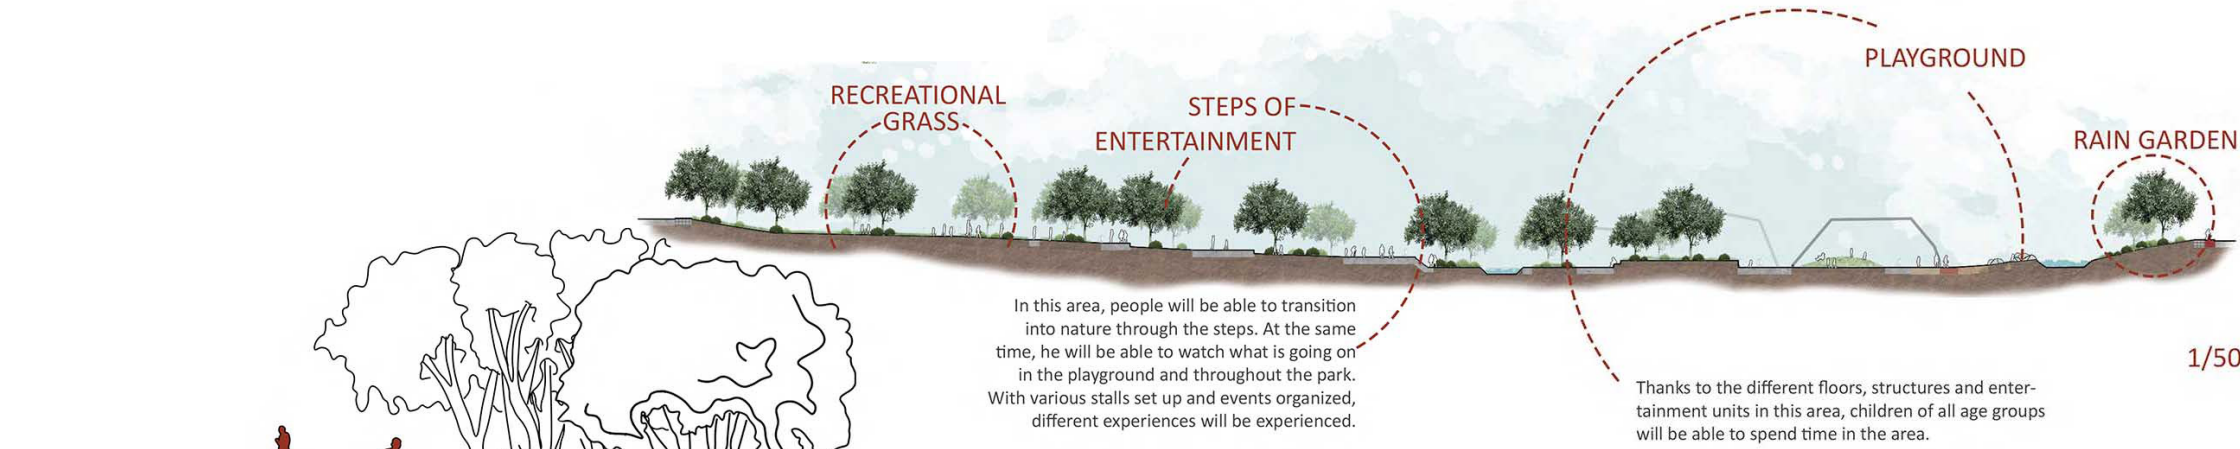 RECREATIONAL
GRASS
STEPS OF
ENTERTAINMENT
PLAYGROUND
RAIN GARDEN
In this area, people will be able to transition
into nature through the steps. At the same
time, he will be able to watch what is going on
in the playground and throughout the park.
With various stalls set up and events organized,
different experiences will be experienced.
1/50
Thanks to the different floors, structures and enter-
tainment units in this area, children of all age groups
will be able to spend time in the area.